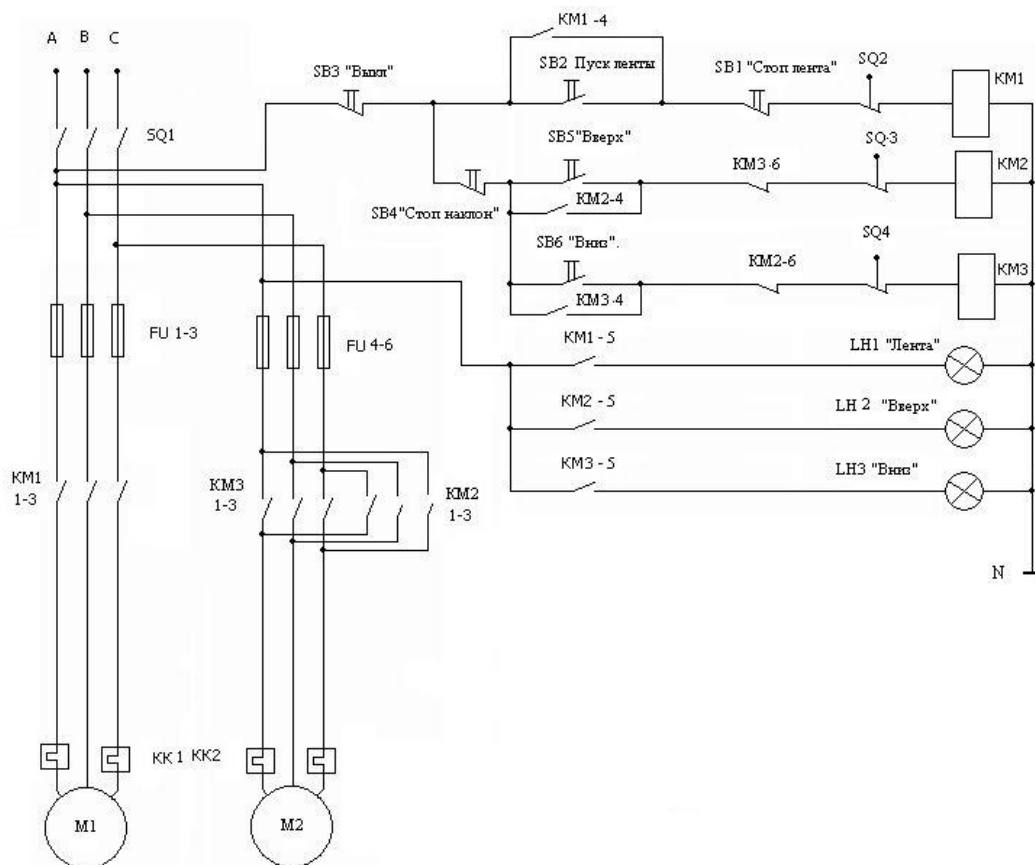 A
B
C
SQ1
SB3 "Выкл"
KM1 -4
SB2 Пуск ленты
SB1 "Стоп лента"
SQ2
KM1
SB5"Вверх"
KM3-6
SQ-3
KM2
KM2-4
SB4"Стоп наклон"
SB6 "Вниз".
KM2-6
SQ4
KM3
KM3-4
FU 1-3
FU 4-6
KM1 - 5
LH1 "Лента"
KM2 - 5
LH 2 "Вверх"
KM3 - 5
LH3 "Вниз"
KM1
1-3
KM3
1-3
KM2
1-3
N
KK 1 KK2
M1
M2